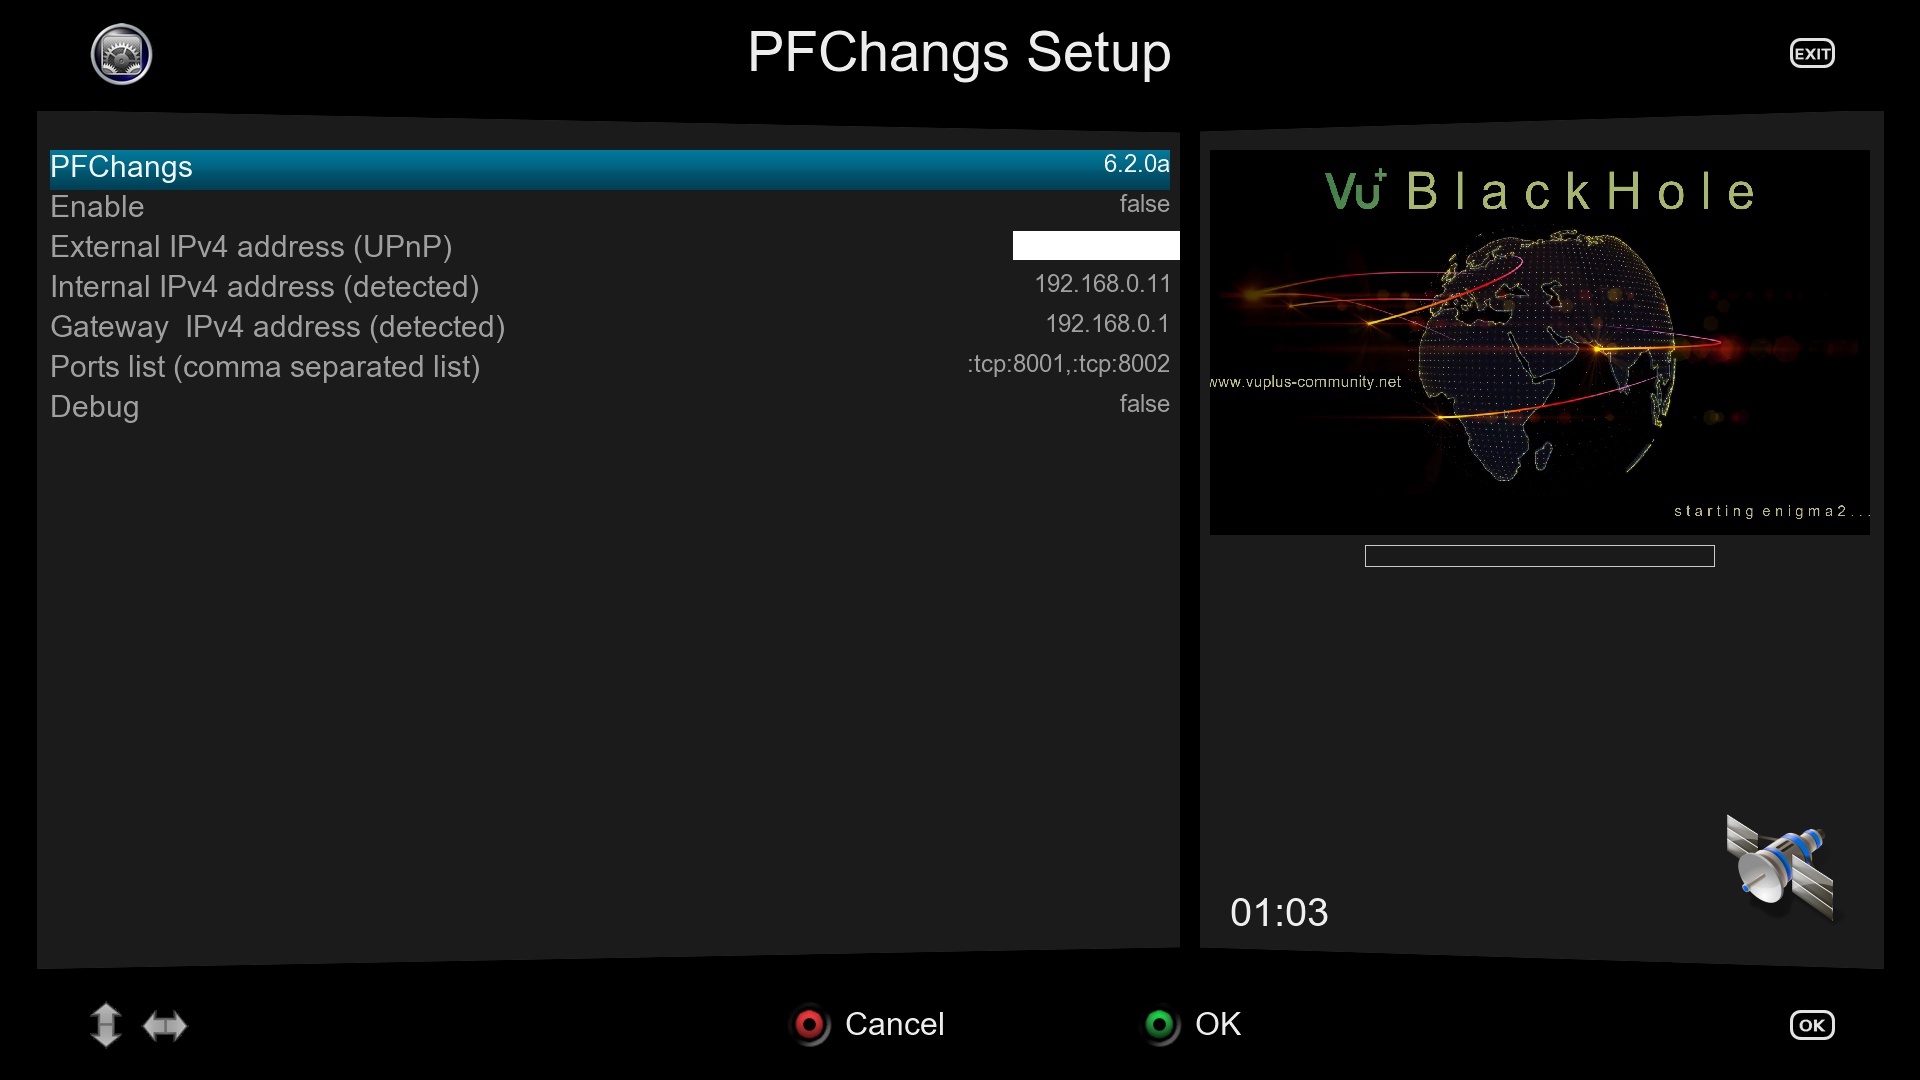 PFChangs Setup
EXIT
PFChangs 6.2.0a
Enable false
External IPv4 address (UPnP)
Internal IPv4 address (detected) 192.168.0.11
Gateway  IPv4 address (detected) 192.168.0.1
Ports list (comma separated list) :tcp:8001,:tcp:8002
Debug false
Vu+ BlackHole
www.vuplus-community.net
starting enigma2...
01:03
Cancel
OK
OK